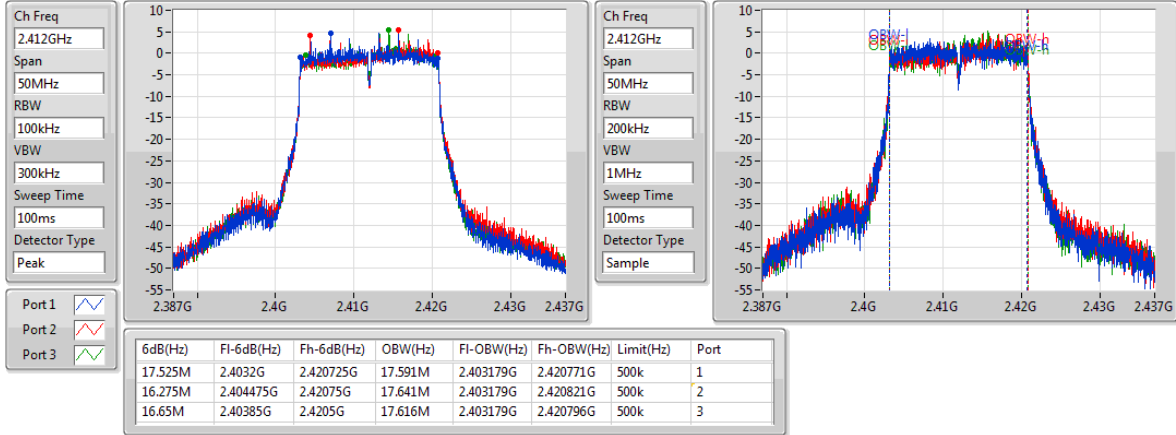 Ch Freq
2.412GHz
Span
50MHz
RBW
100kHz
VBW
300kHz
Sweep Time
100ms
Detector Type
Peak
10
5
0
-5
-10
-15
-20
-25
-30
-35
-40
-45
-50
-55
2.387G 2.4G 2.41G 2.42G 2.437G
Ch Freq
2.412GHz
Span
50MHz
RBW
200kHz
VBW
1MHz
Sweep Time
100ms
Detector Type
Sample
10
5
0
-5
-10
-15
-20
-25
-30
-35
-40
-45
-50
-55
OBW-l
OBW-h
2.387G 2.4G 2.41G 2.42G 2.43G 2.437G
Port 1
Port 2
Port 3
6dB(Hz) Fl-6dB(Hz) Fh-6dB(Hz) OBW(Hz) Fl-OBW(Hz) Fh-OBW(Hz) Limit(Hz) Port
17.525M 2.4032G 2.420725G 17.591M 2.403179G 2.420771G 500k 1
16.275M 2.404475G 2.42075G 17.641M 2.403179G 2.420821G 500k 2
16.65M 2.40385G 2.4205G 17.616M 2.403179G 2.420796G 500k 3